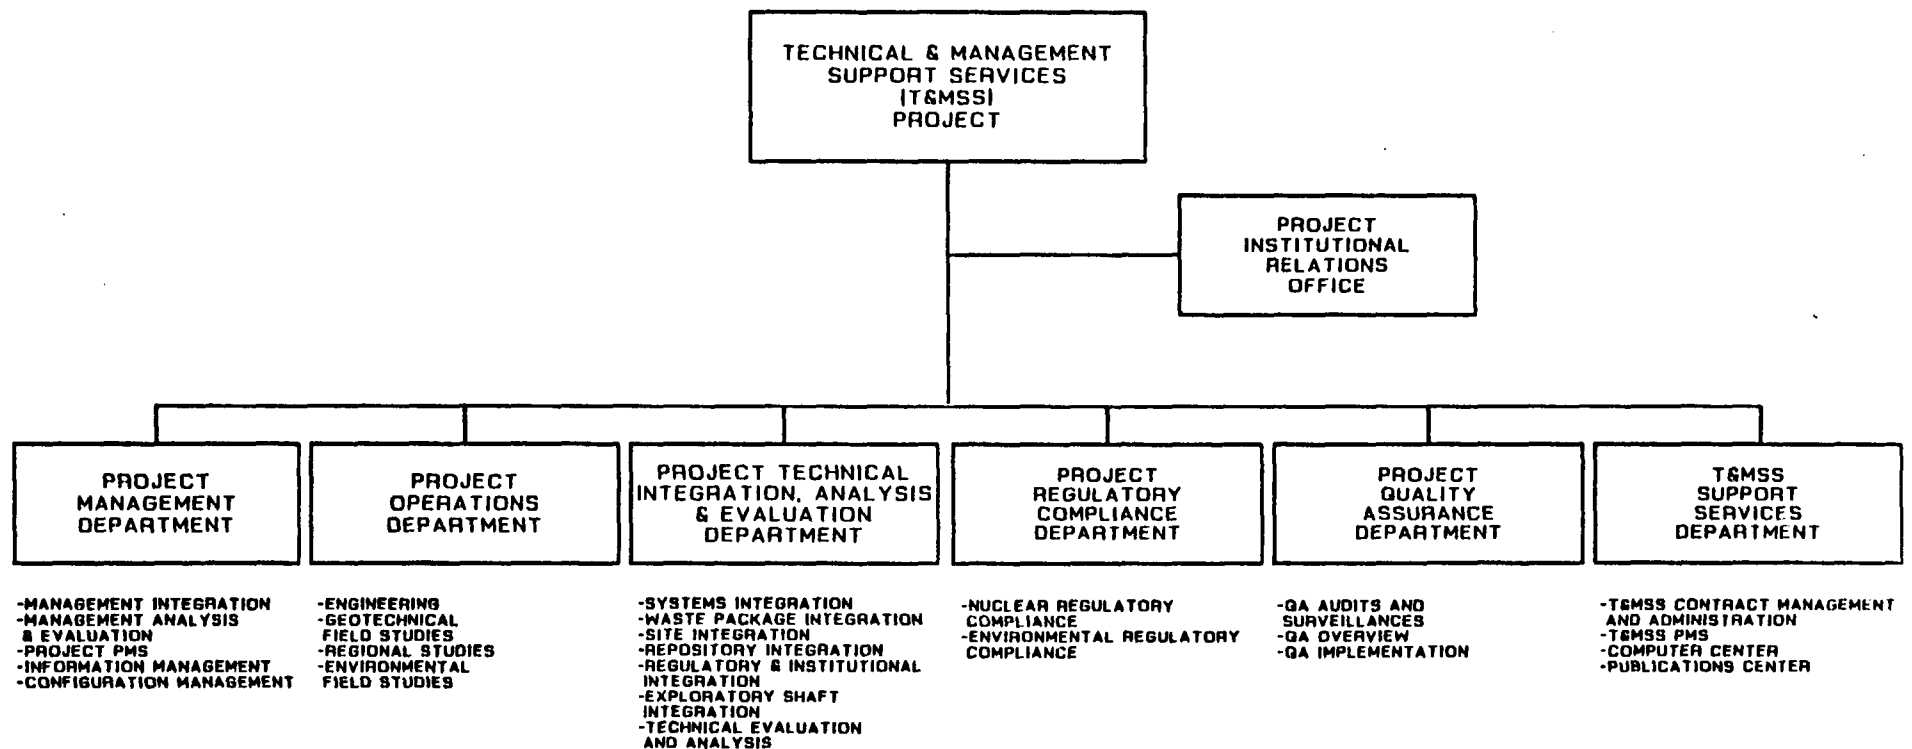 TECHNICAL & MANAGEMENT
SUPPORT SERVICES
(T&MSS)
PROJECT
PROJECT
INSTITUTIONAL
RELATIONS
OFFICE
PROJECT
MANAGEMENT
DEPARTMENT
PROJECT
OPERATIONS
DEPARTMENT
PROJECT TECHNICAL
INTEGRATION, ANALYSIS
& EVALUATION
DEPARTMENT
PROJECT
REGULATORY
COMPLIANCE
DEPARTMENT
PROJECT
QUALITY
ASSURANCE
DEPARTMENT
T&MSS
SUPPORT
SERVICES
DEPARTMENT
-MANAGEMENT INTEGRATION
-MANAGEMENT ANALYSIS
& EVALUATION
-PROJECT PMS
-INFORMATION MANAGEMENT
-CONFIGURATION MANAGEMENT
-ENGINEERING
-GEOTECHNICAL
FIELD STUDIES
-REGIONAL STUDIES
-ENVIRONMENTAL
FIELD STUDIES
-SYSTEMS INTEGRATION
-WASTE PACKAGE INTEGRATION
-SITE INTEGRATION
-REPOSITORY INTEGRATION
-REGULATORY & INSTITUTIONAL
INTEGRATION
-EXPLORATORY SHAFT
INTEGRATION
-TECHNICAL EVALUATION
AND ANALYSIS
-NUCLEAR REGULATORY
COMPLIANCE
-ENVIRONMENTAL REGULATORY
COMPLIANCE
-QA AUDITS AND
SURVEILLANCES
-QA OVERVIEW
-QA IMPLEMENTATION
-T&MSS CONTRACT MANAGEMENT
AND ADMINISTRATION
-T&MSS PMS
-COMPUTER CENTER
-PUBLICATIONS CENTER